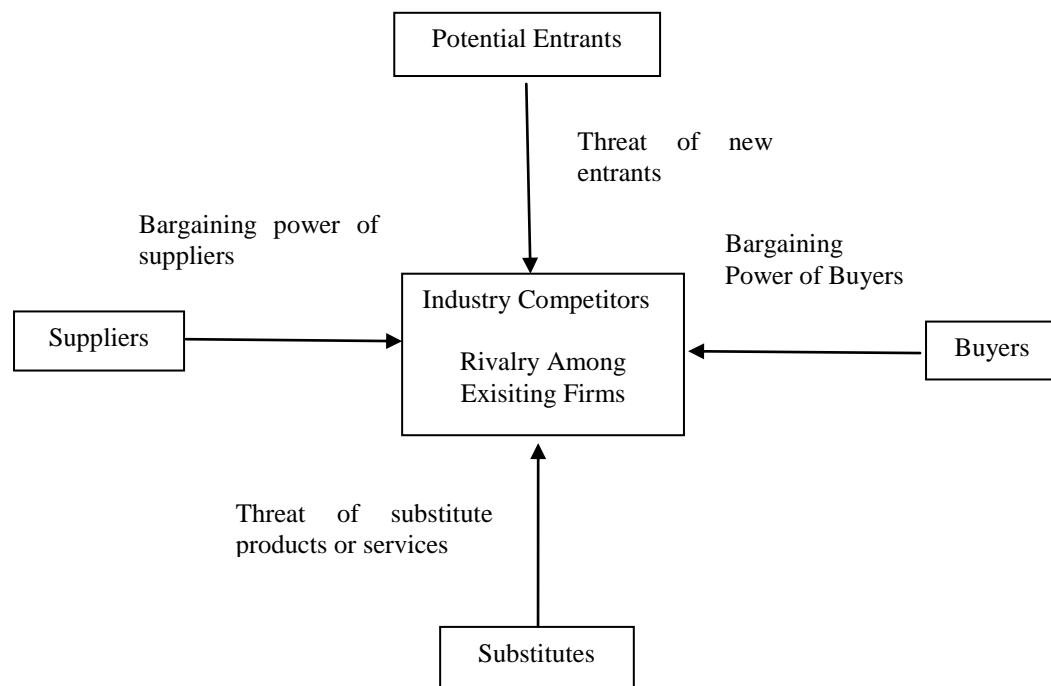 Potential Entrants
Threat of new
entrants
Bargaining power of
suppliers
Bargaining
Power of Buyers
Industry Competitors
Rivalry Among
Exisiting Firms
Suppliers
Buyers
Threat of substitute
products or services
Substitutes